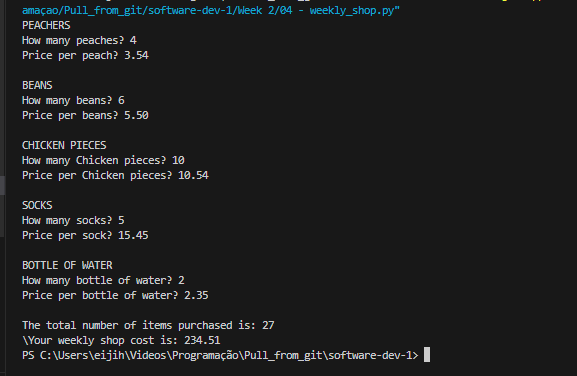 amaçao/Pull_from_git/software-dev-1/Week 2/04 - weekly_shop.py"
PEACHERS
How many peaches? 4
Price per peach? 3.54
BEANS
How many beans? 6
Price per beans? 5.50
CHICKEN PIECES
How many Chicken pieces? 10
Price per Chicken pieces? 10.54
SOCKS
How many socks? 5
Price per sock? 15.45
BOTTLE OF WATER
How many bottle of water? 2
Price per bottle of water? 2.35
The total number of items purchased is: 27
\Your weekly shop cost is: 234.51
PS C:\Users\eijih\Videos\Programação\Pull_from_git\software-dev-1>